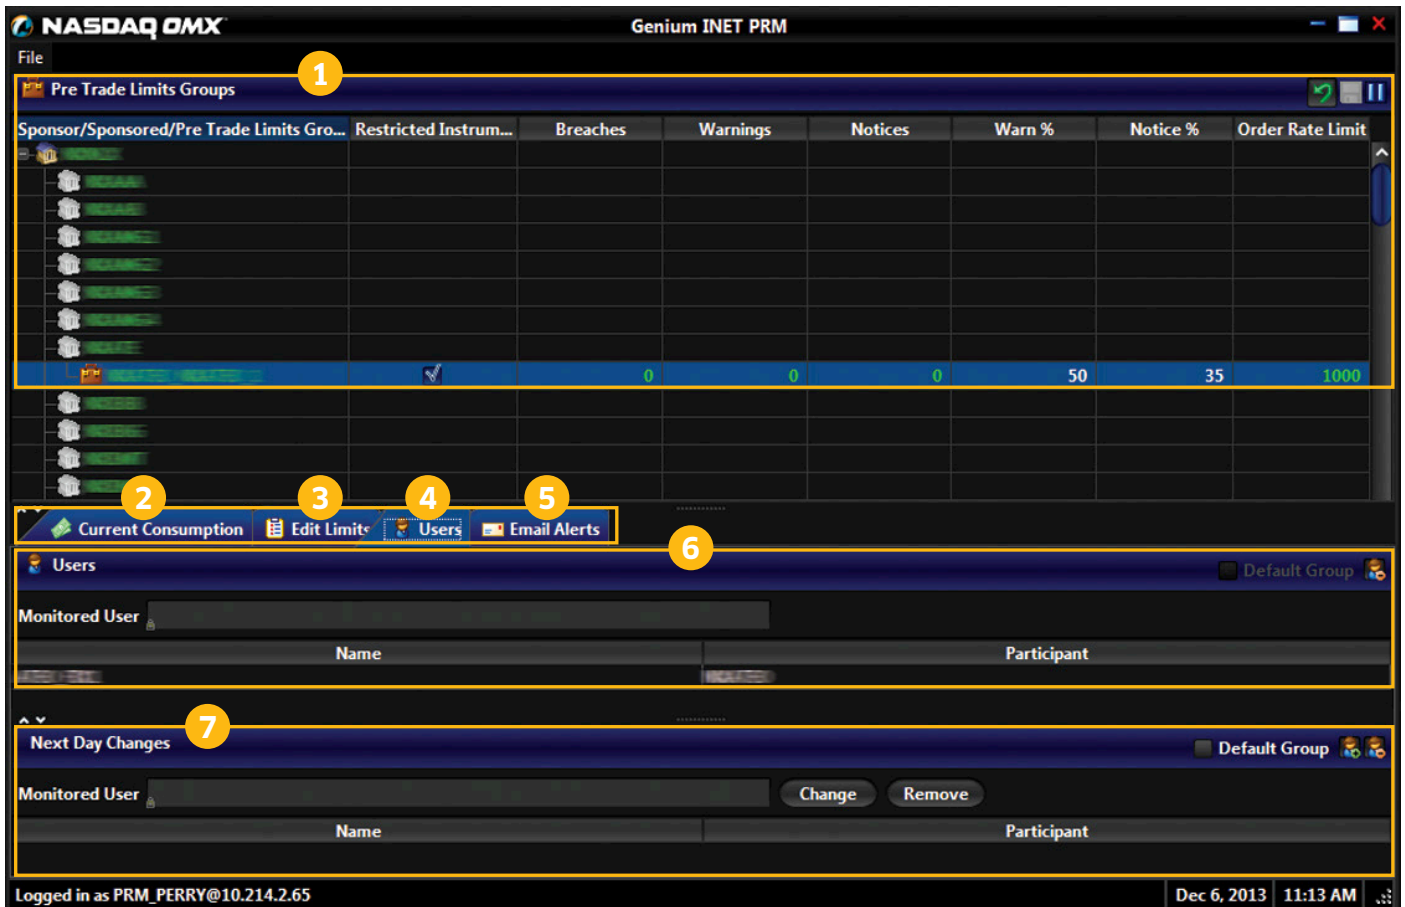 NASDAQ OMX
Genium INET PRM
File
1
Pre Trade Limits Groups
Sponsor/Sponsored/Pre Trade Limits Gro... Restricted Instrum... Breaches Warnings Notices Warn % Notice % Order Rate Limit
0 0 0 50 35 1000
2 3 4 5
Current Consumption Edit Limits Users Email Alerts
6
Users Default Group
Monitored User
Name Participant
7
Next Day Changes Default Group
Monitored User Change Remove
Name Participant
Logged in as PRM_PERRY@10.214.2.65 Dec 6, 2013 11:13 AM